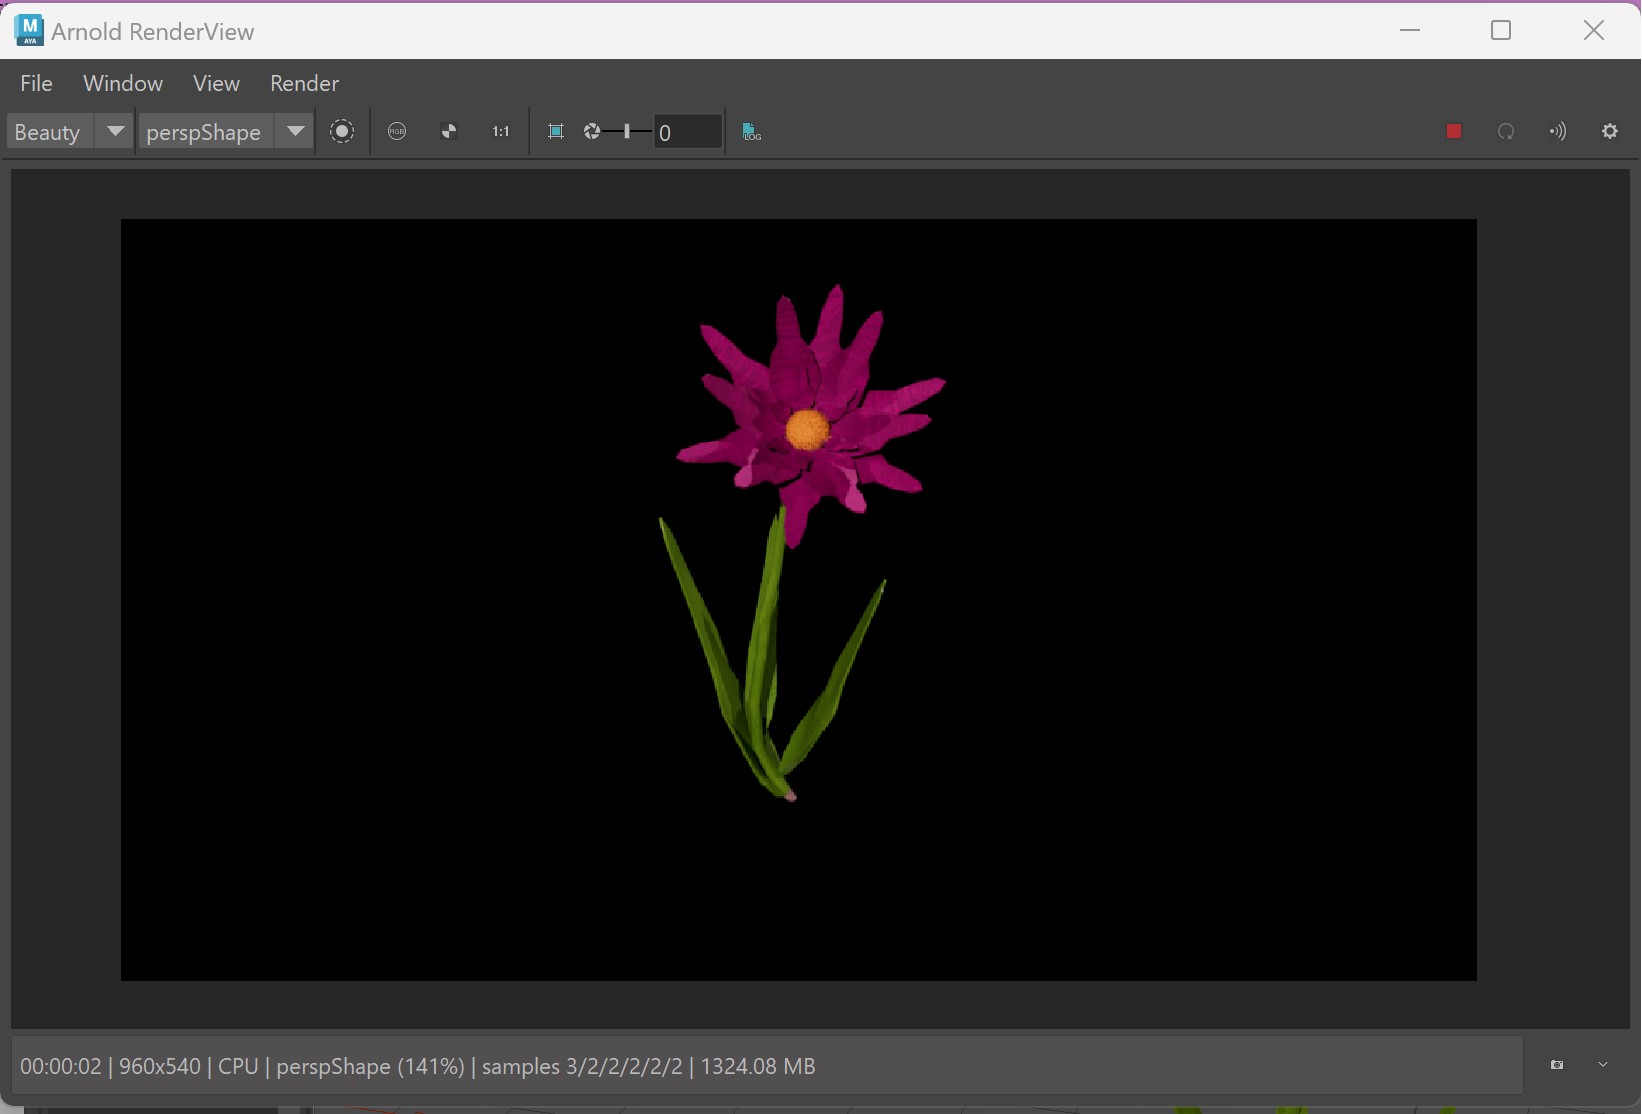 M
AYA
Arnold RenderView
File Window View Render
Beauty perspShape RGB 1:1 0 LOG
00:00:02 | 960x540 | CPU | perspShape (141%) | samples 3/2/2/2/2/2 | 1324.08 MB